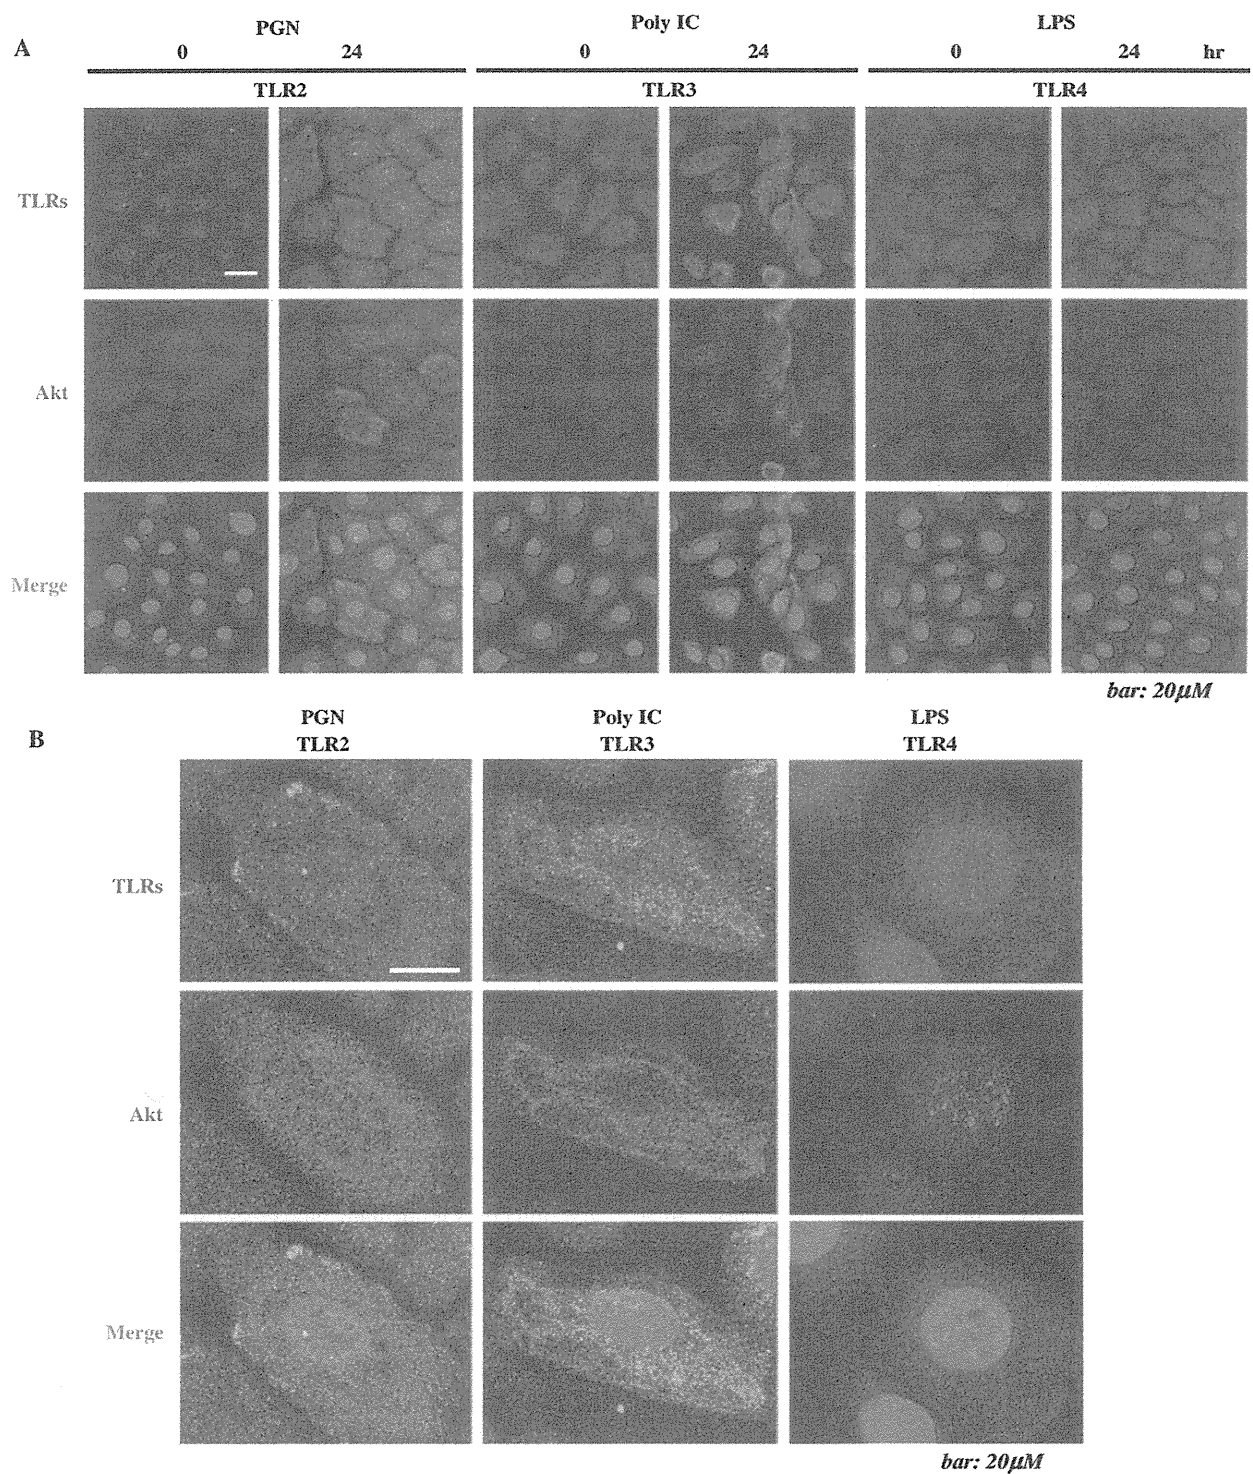 A
PGN Poly IC LPS
0 24 0 24 0 24 hr
TLR2 TLR3 TLR4
TLRs
Akt
Merge
bar: 20µM
B
PGN Poly IC LPS
TLR2 TLR3 TLR4
TLRs
Akt
Merge
bar: 20µM